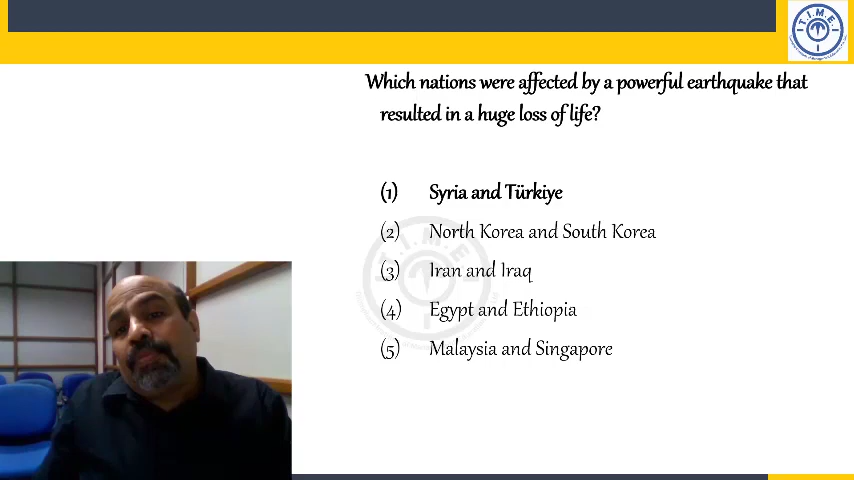 T.I.M.E.
Which nations were affected by a powerful earthquake that
resulted in a huge loss of life?
(1) Syria and Türkiye
(2) North Korea and South Korea
(3) Iran and Iraq
(4) Egypt and Ethiopia
(5) Malaysia and Singapore